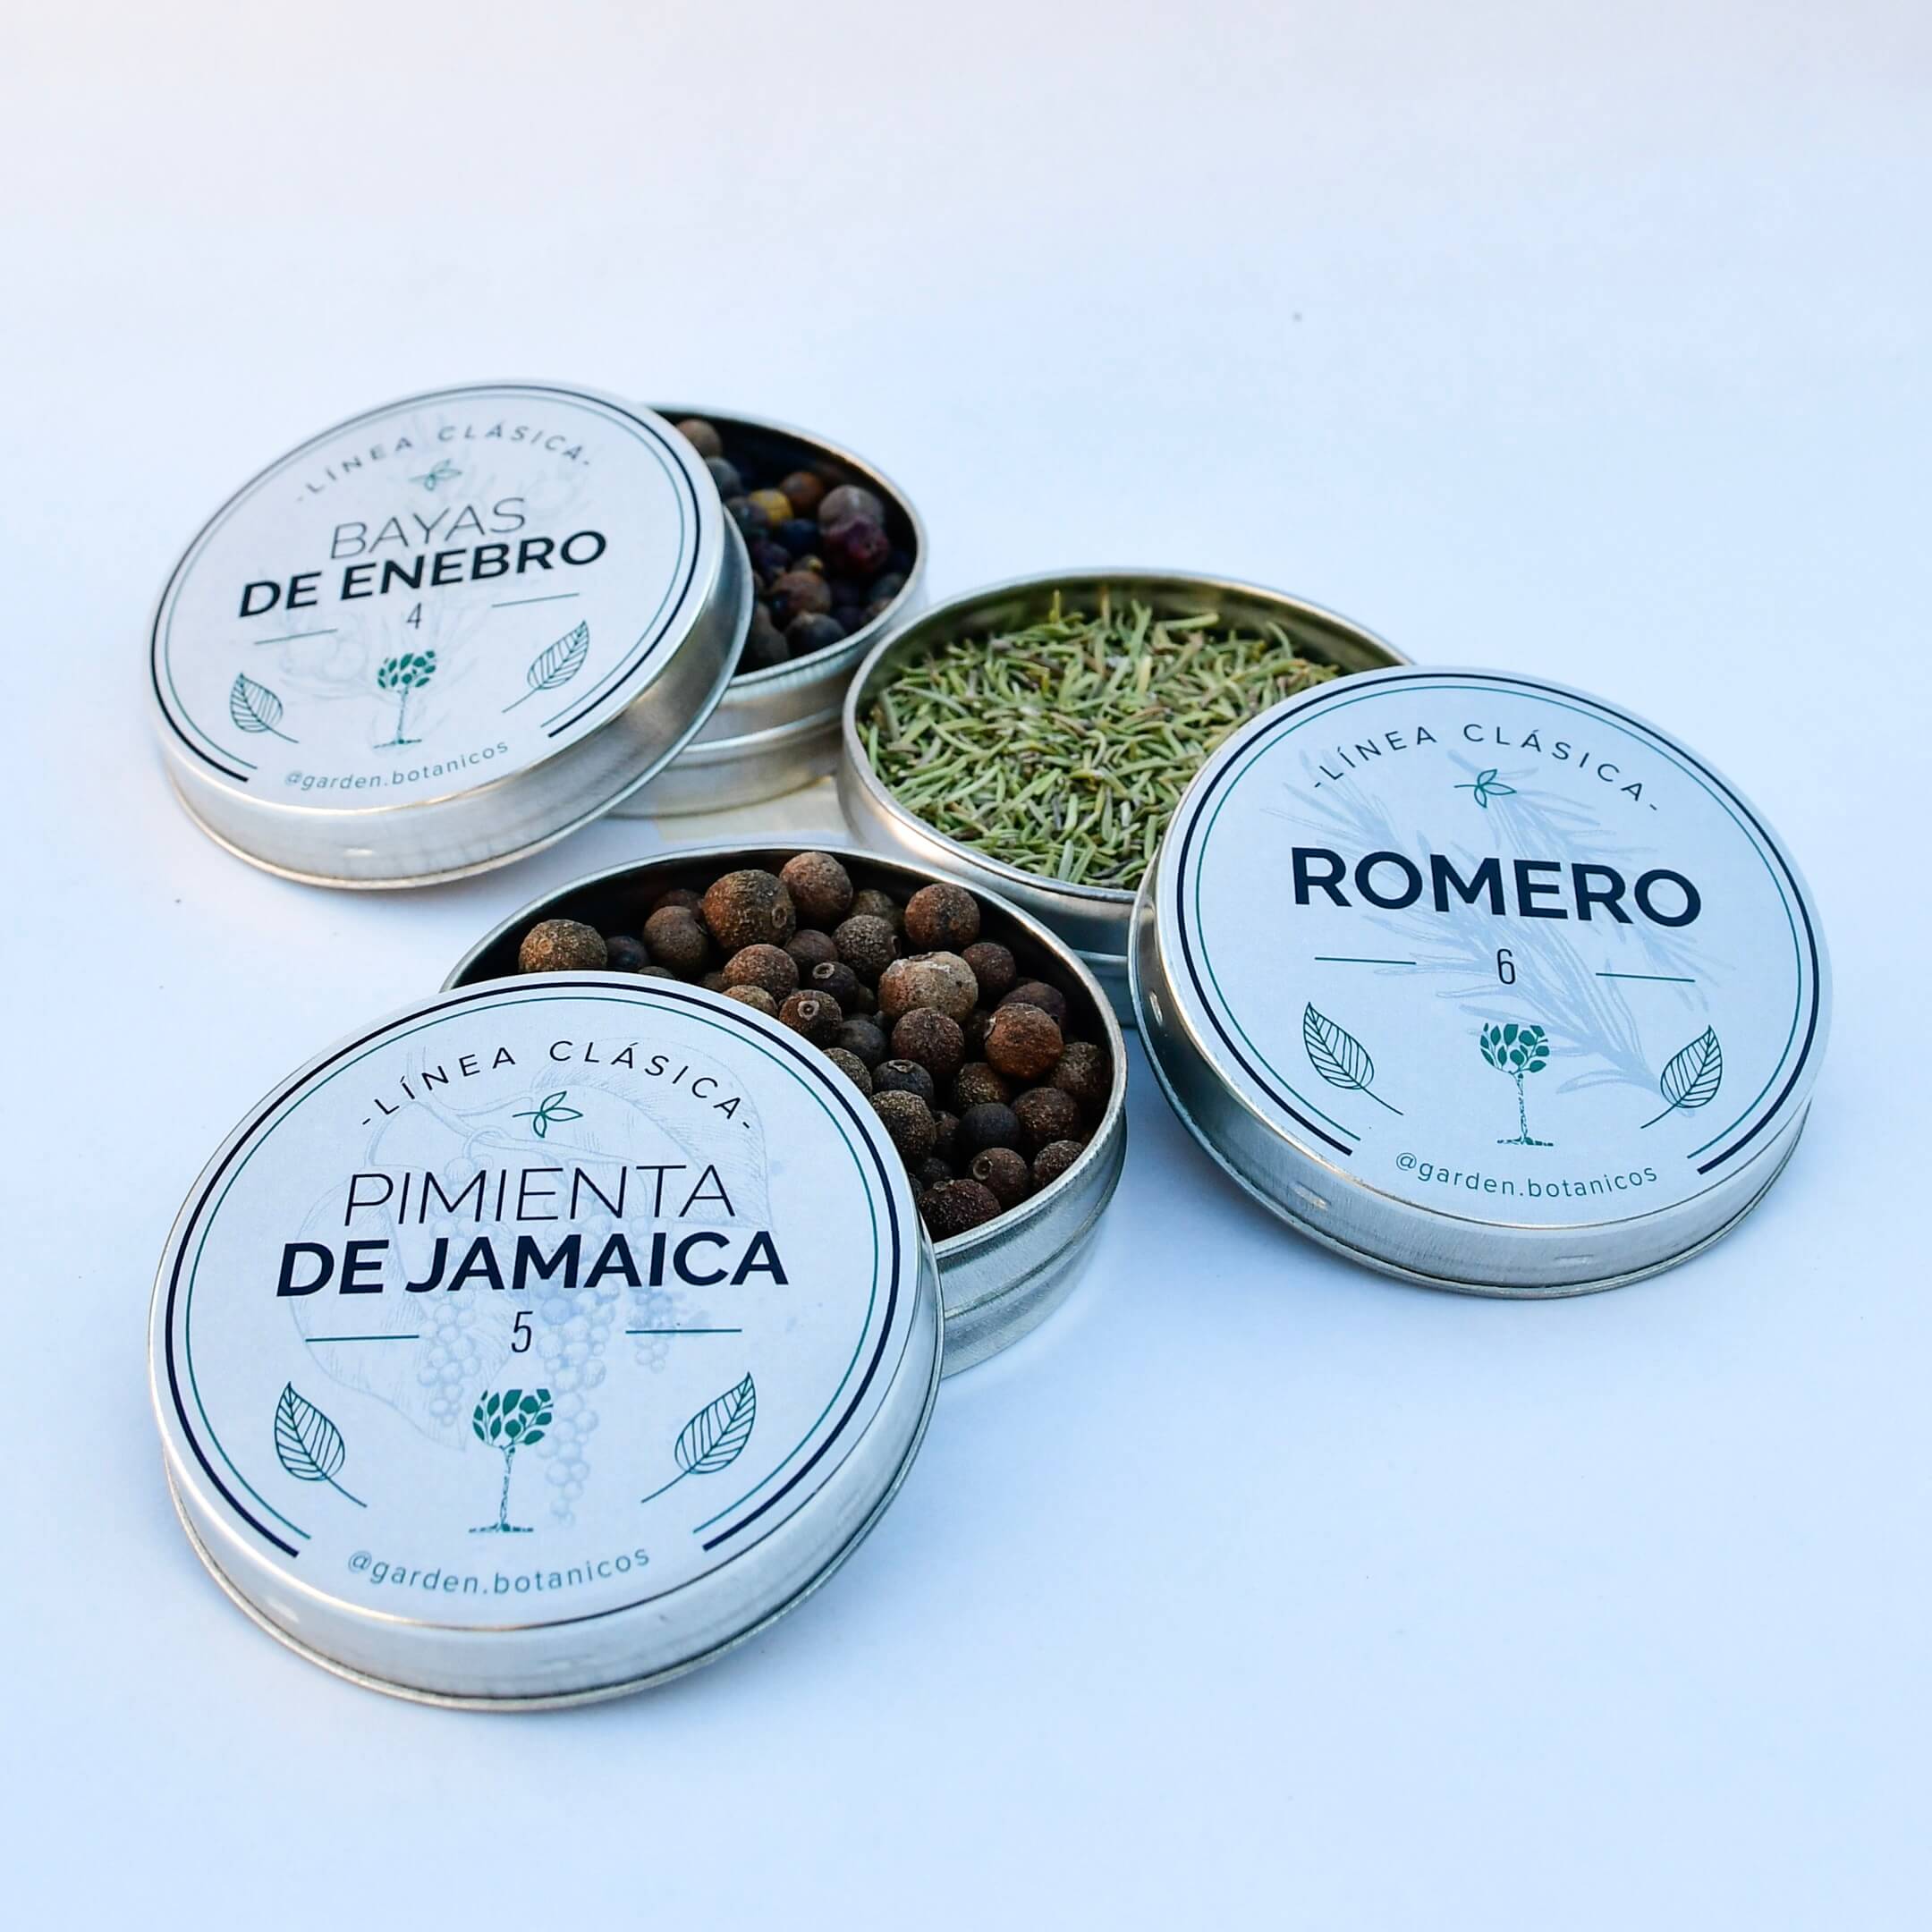 -LÍNEA CLÁSICA-
BAYAS
DE ENEBRO
4
@garden.botanicos
-LÍNEA CLÁSICA-
ROMERO
6
@garden.botanicos
-LÍNEA CLÁSICA-
PIMIENTA
DE JAMAICA
5
@garden.botanicos